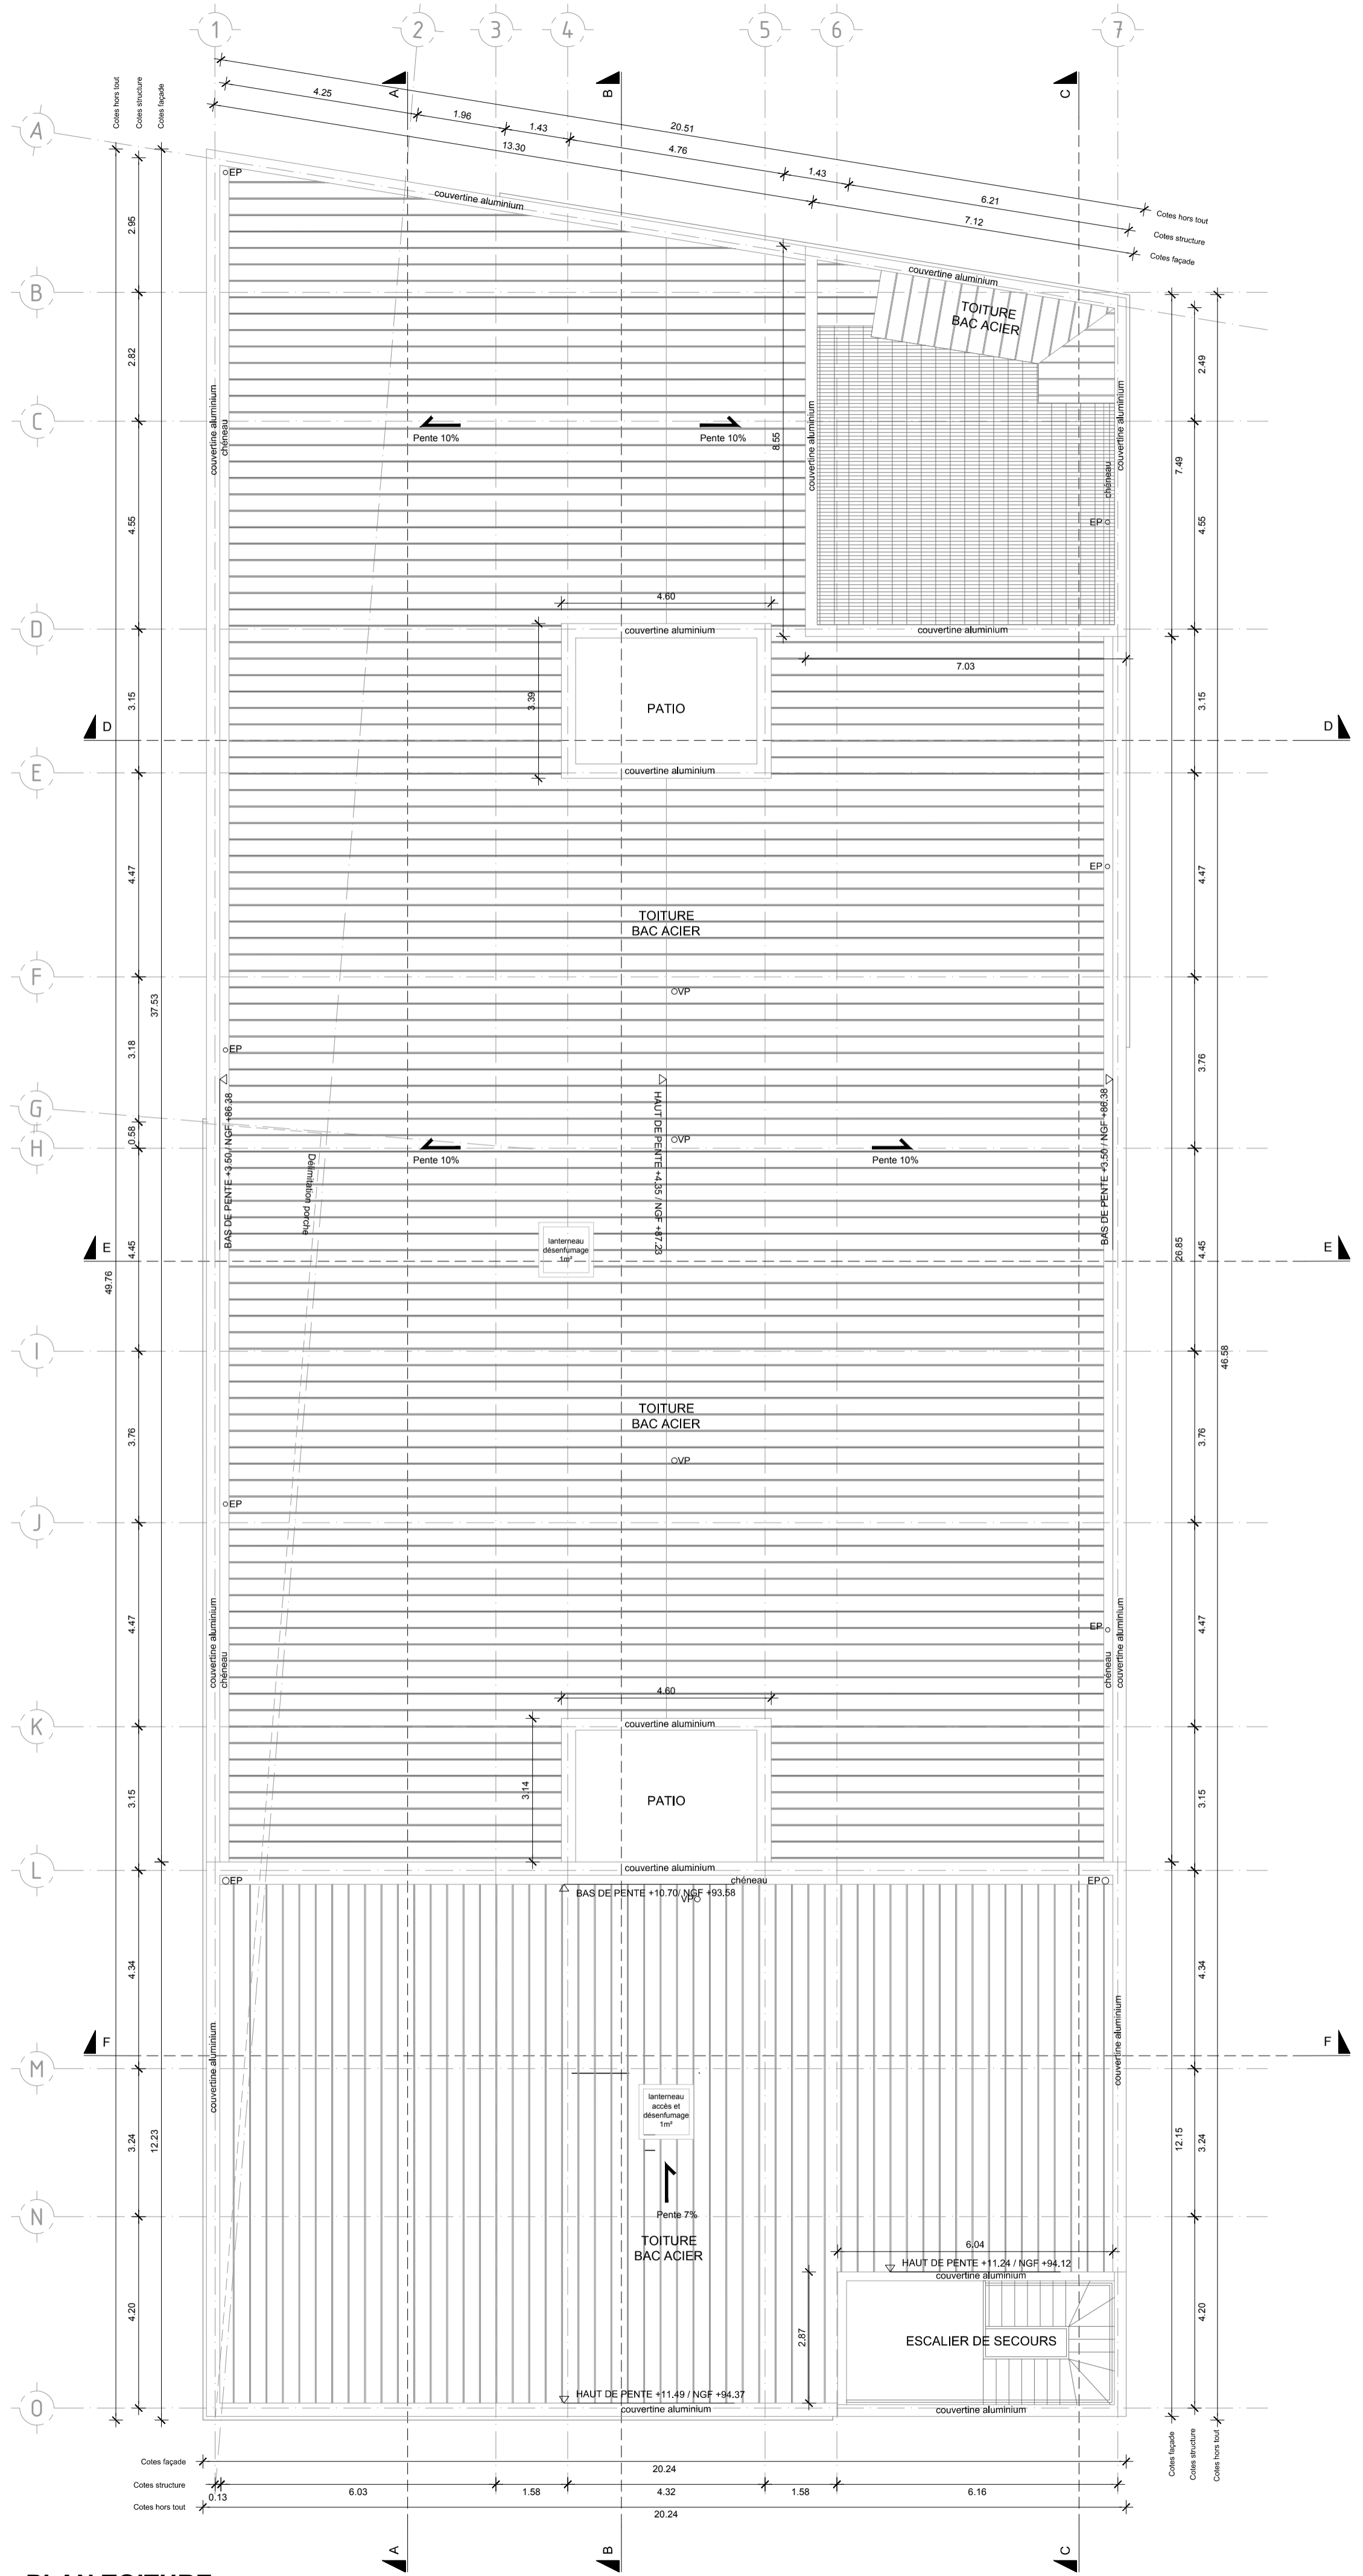 1 2 3 4 5 6 7
Cotes hors tout
Cotes structure
Cotes façade
A B C
4.25 1.96 1.43 4.76 1.43 6.21
20.51
13.30 7.12
Cotes hors tout
Cotes structure
Cotes façade
A
EP
couvertine aluminium
couvertine aluminium
TOITURE
BAC ACIER
2.95
B
2.82
2.49
C
couvertine aluminium
chéneau
Pente 10%
Pente 10%
8.55
couvertine aluminium
couvertine aluminium
chéneau
7.49
EP
4.55
4.55
4.60
D
couvertine aluminium
couvertine aluminium
7.03
3.39
3.15
PATIO
3.15
D
D
E
couvertine aluminium
EP
4.47
4.47
TOITURE
BAC ACIER
F
VP
37.53
3.18
EP
3.76
G
0.58
H
BAS DE PENTE +3.50 / NGF +86.38
HAUT DE PENTE +4.35 / NGF +87.23
BAS DE PENTE +3.50 / NGF +86.38
VP
Pente 10%
Pente 10%
Délimitation porche
lanterneau
désenfumage
1m²
E
E
4.45
26.85
4.45
49.76
46.58
I
3.76
TOITURE
BAC ACIER
3.76
VP
EP
J
4.47
couvertine aluminium
chéneau
EP
chéneau
couvertine aluminium
4.47
4.60
K
couvertine aluminium
3.14
3.15
PATIO
3.15
L
couvertine aluminium
EP
chéneau
EP
BAS DE PENTE +10.70 / NGF +93.58
VP
4.34
4.34
couvertine aluminium
couvertine aluminium
F
F
M
lanterneau
accès et
désenfumage
1m²
3.24
12.23
12.15
3.24
N
Pente 7%
TOITURE
BAC ACIER
6.04
HAUT DE PENTE +11.24 / NGF +94.12
couvertine aluminium
4.20
2.87
ESCALIER DE SECOURS
4.20
HAUT DE PENTE +11.49 / NGF +94.37
O
couvertine aluminium
couvertine aluminium
Cotes façade
Cotes structure
Cotes hors tout
Cotes façade
20.24
Cotes structure
0.13 6.03 1.58 4.32 1.58 6.16
Cotes hors tout
20.24
A B C
PLAN TOITURE